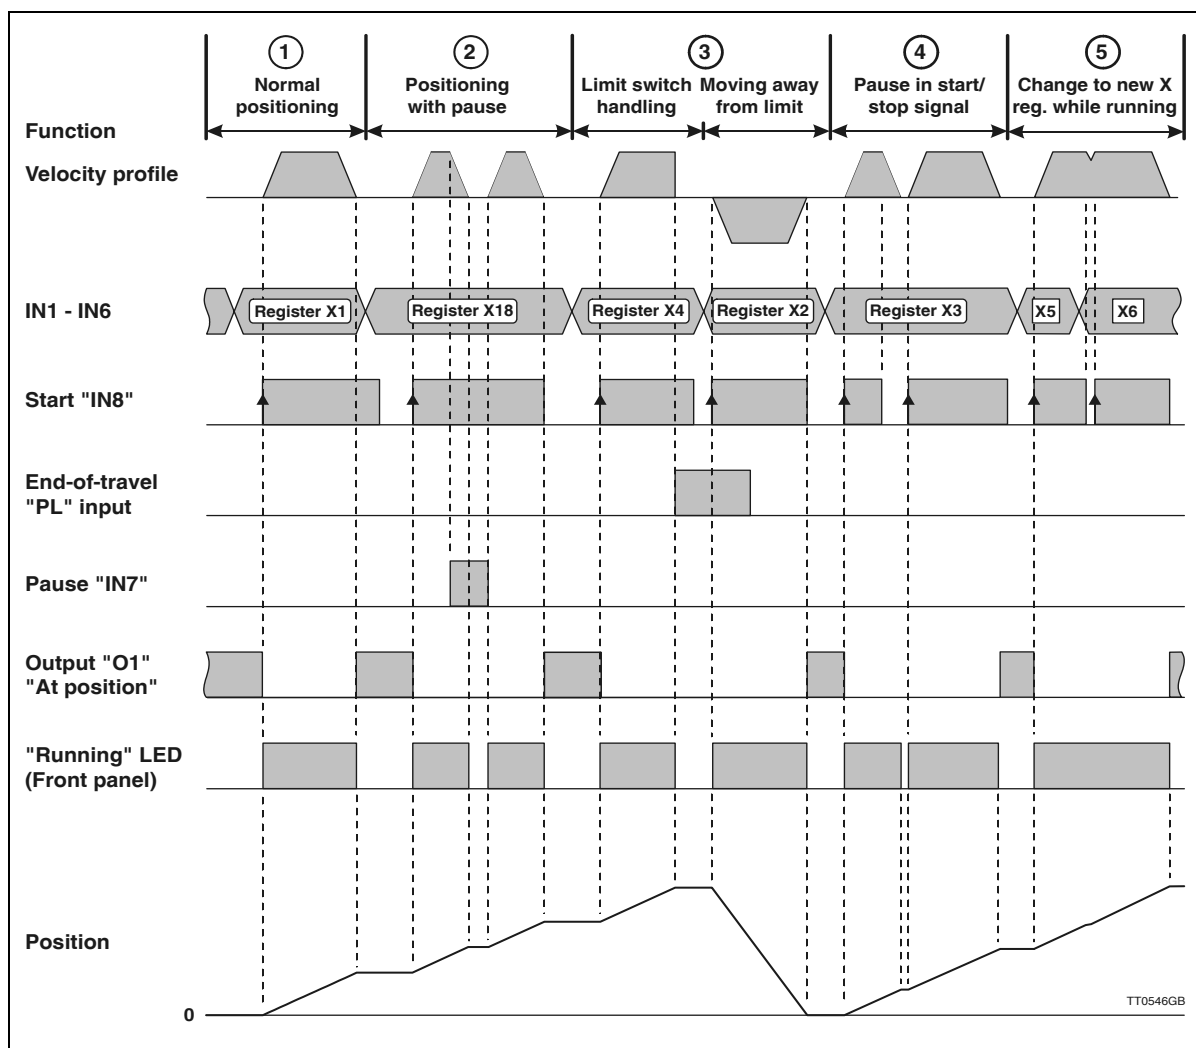 1
2
3
4
5
Normal
positioning
Positioning
with pause
Limit switch
handling
Moving away
from limit
Pause in start/
stop signal
Change to new X
reg. while running
Function
Velocity profile
IN1 - IN6
Register X1
Register X18
Register X4
Register X2
Register X3
X5
X6
Start "IN8"
End-of-travel
"PL" input
Pause "IN7"
Output "O1"
"At position"
"Running" LED
(Front panel)
Position
0
TT0546GB